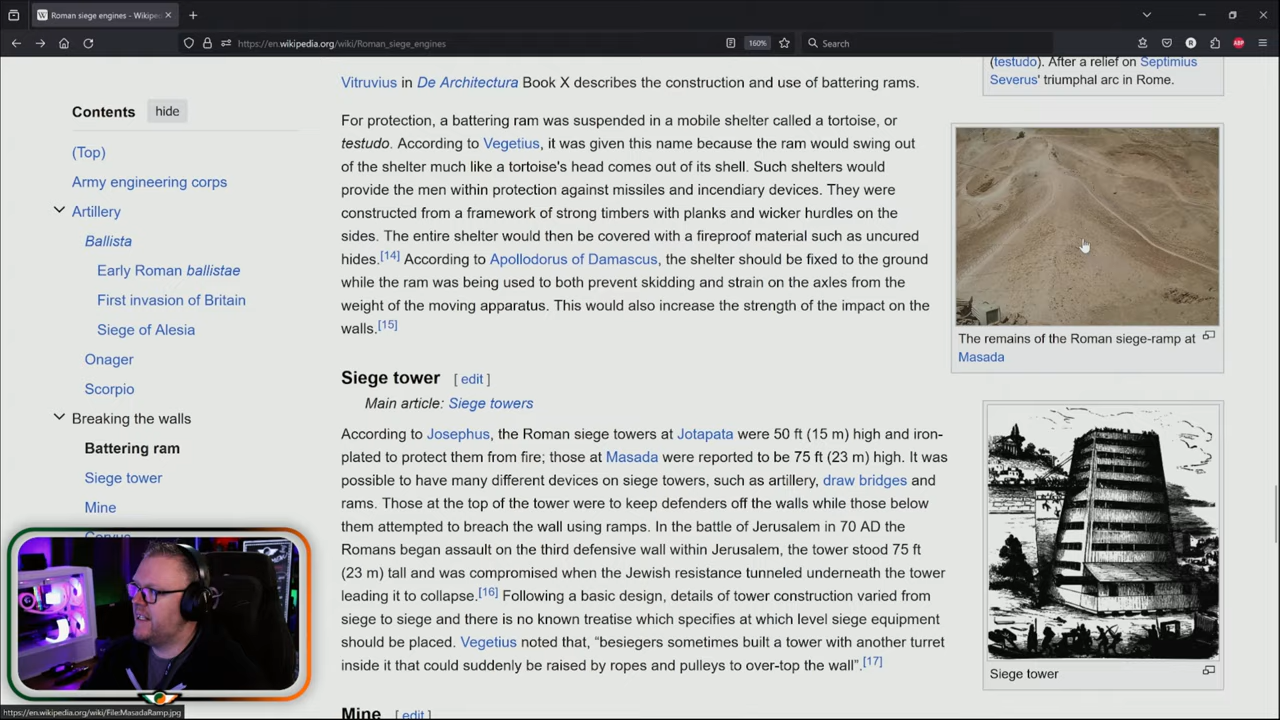 Roman siege engines - Wikipe
https://en.wikipedia.org/wiki/Roman_siege_engines
160%
Search
Contents
hide
(Top)
Army engineering corps
Artillery
Ballista
Early Roman ballistae
First invasion of Britain
Siege of Alesia
Onager
Scorpio
Breaking the walls
Battering ram
Siege tower
Mine
Corvus
Vitruvius in De Architectura Book X describes the construction and use of battering rams.
For protection, a battering ram was suspended in a mobile shelter called a tortoise, or
testudo. According to Vegetius, it was given this name because the ram would swing out
of the shelter much like a tortoise's head comes out of its shell. Such shelters would
provide the men within protection against missiles and incendiary devices. They were
constructed from a framework of strong timbers with planks and wicker hurdles on the
sides. The entire shelter would then be covered with a fireproof material such as uncured
hides.[14] According to Apollodorus of Damascus, the shelter should be fixed to the ground
while the ram was being used to both prevent skidding and strain on the axles from the
weight of the moving apparatus. This would also increase the strength of the impact on the
walls.[15]
Siege tower [ edit ]
Main article: Siege towers
According to Josephus, the Roman siege towers at Jotapata were 50 ft (15 m) high and iron-
plated to protect them from fire; those at Masada were reported to be 75 ft (23 m) high. It was
possible to have many different devices on siege towers, such as artillery, draw bridges and
rams. Those at the top of the tower were to keep defenders off the walls while those below
them attempted to breach the wall using ramps. In the battle of Jerusalem in 70 AD the
Romans began assault on the third defensive wall within Jerusalem, the tower stood 75 ft
(23 m) tall and was compromised when the Jewish resistance tunneled underneath the tower
leading it to collapse.[16] Following a basic design, details of tower construction varied from
siege to siege and there is no known treatise which specifies at which level siege equipment
should be placed. Vegetius noted that, “besiegers sometimes built a tower with another turret
inside it that could suddenly be raised by ropes and pulleys to over-top the wall”.[17]
Mine [ edit ]
(testudo). After a relief on Septimius
Severus' triumphal arc in Rome.
The remains of the Roman siege-ramp at
Masada
Siege tower
https://en.wikipedia.org/wiki/File:MasadaRamp.jpg